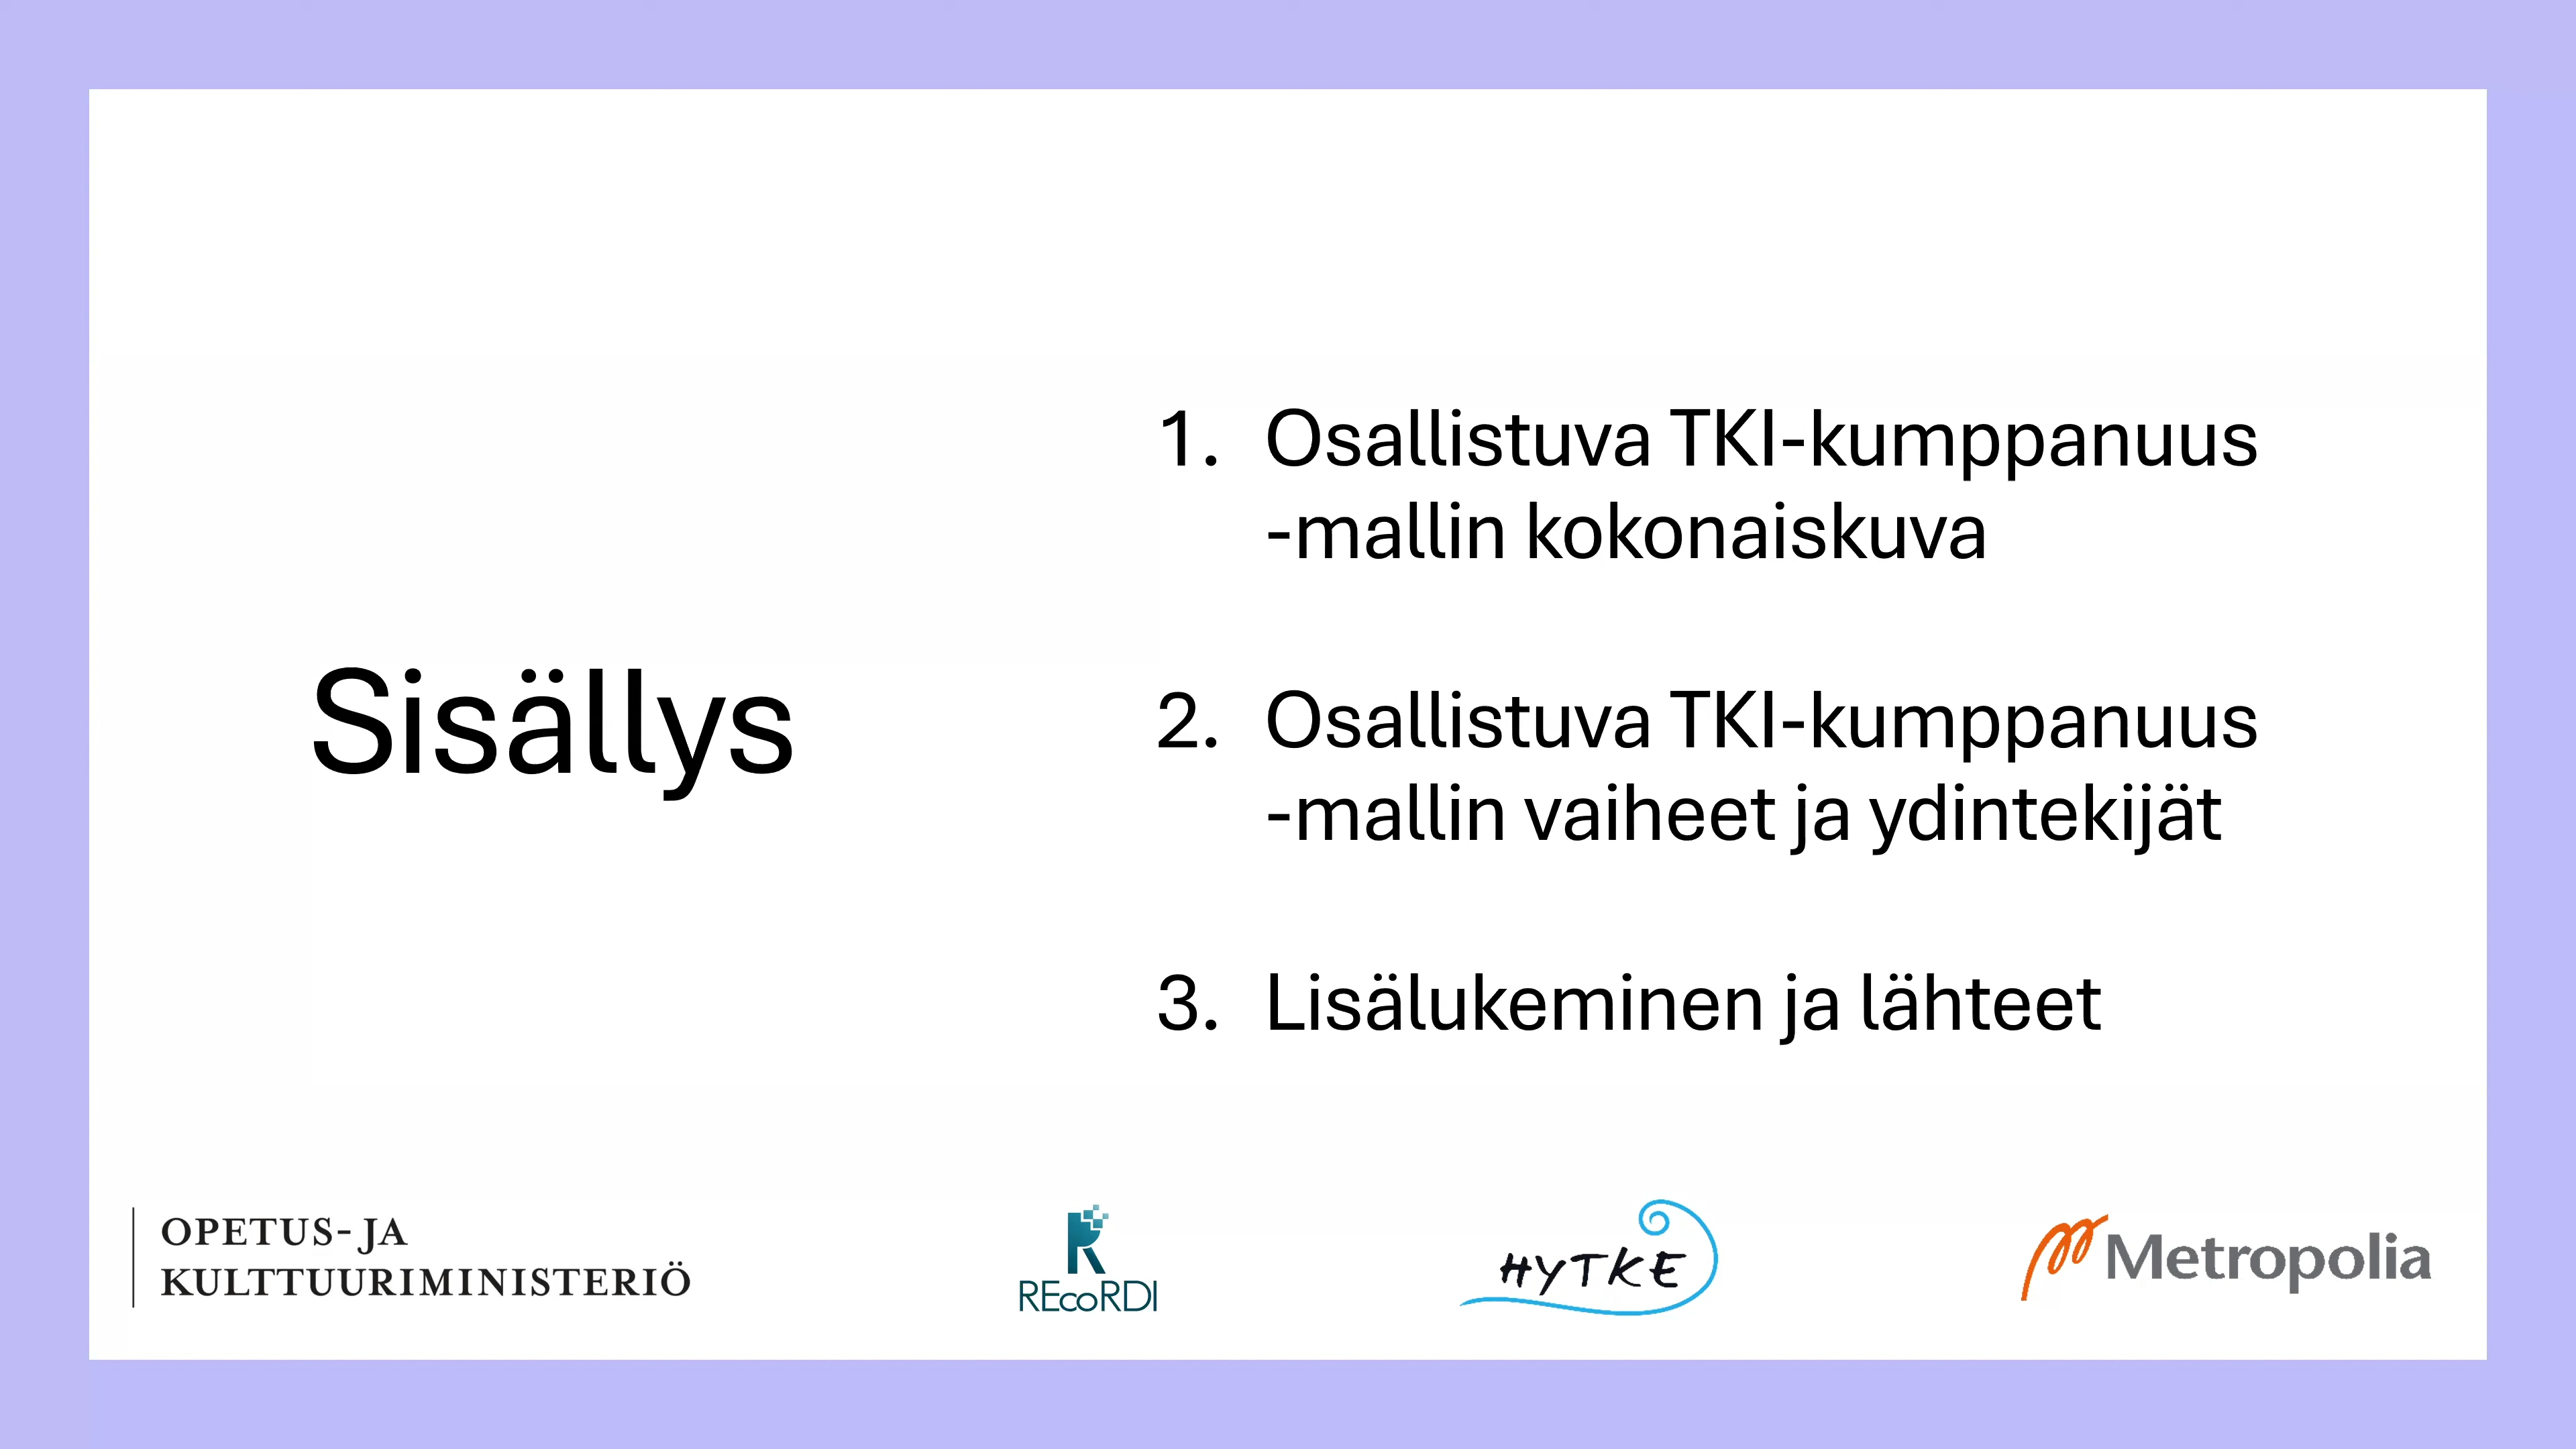 Sisällys
1. Osallistuva TKI-kumppanuus
-mallin kokonaiskuva
2. Osallistuva TKI-kumppanuus
-mallin vaiheet ja ydintekijät
3. Lisälukeminen ja lähteet
OPETUS- JA
KULTTUURIMINISTERIÖ
REcoRDI
HYTKE
Metropolia